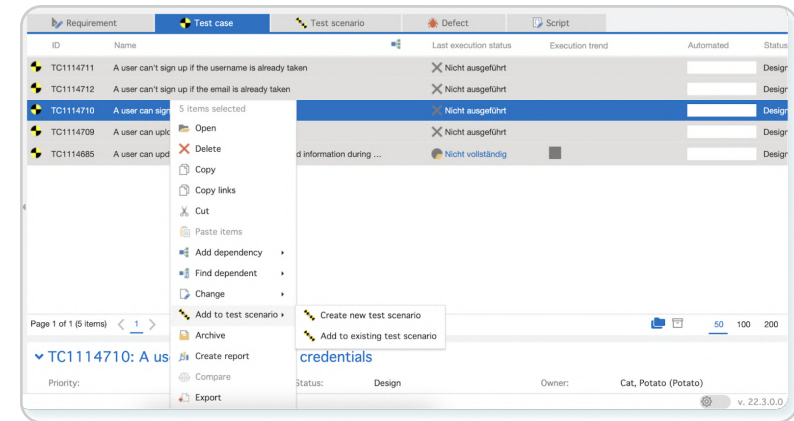 Requirement Test case Test scenario Defect Script
ID Name Last execution status Execution trend Automated Status
TC1114711 A user can't sign up if the username is already taken Nicht ausgeführt Design
TC1114712 A user can't sign up if the email is already taken Nicht ausgeführt Design
TC1114710 A user can sign Nicht ausgeführt Design
TC1114709 A user can uplo Nicht ausgeführt Design
TC1114685 A user can upd d information during ... Nicht vollständig Design
5 items selected
Open
Delete
Copy
Copy links
Cut
Paste items
Add dependency
Find dependent
Change
Add to test scenario
Create new test scenario
Add to existing test scenario
Archive
Create report
Compare
Export
Page 1 of 1 (5 items) 1 50 100 200
TC1114710: A us credentials
Priority: Status: Design Owner: Cat, Potato (Potato)
v. 22.3.0.0